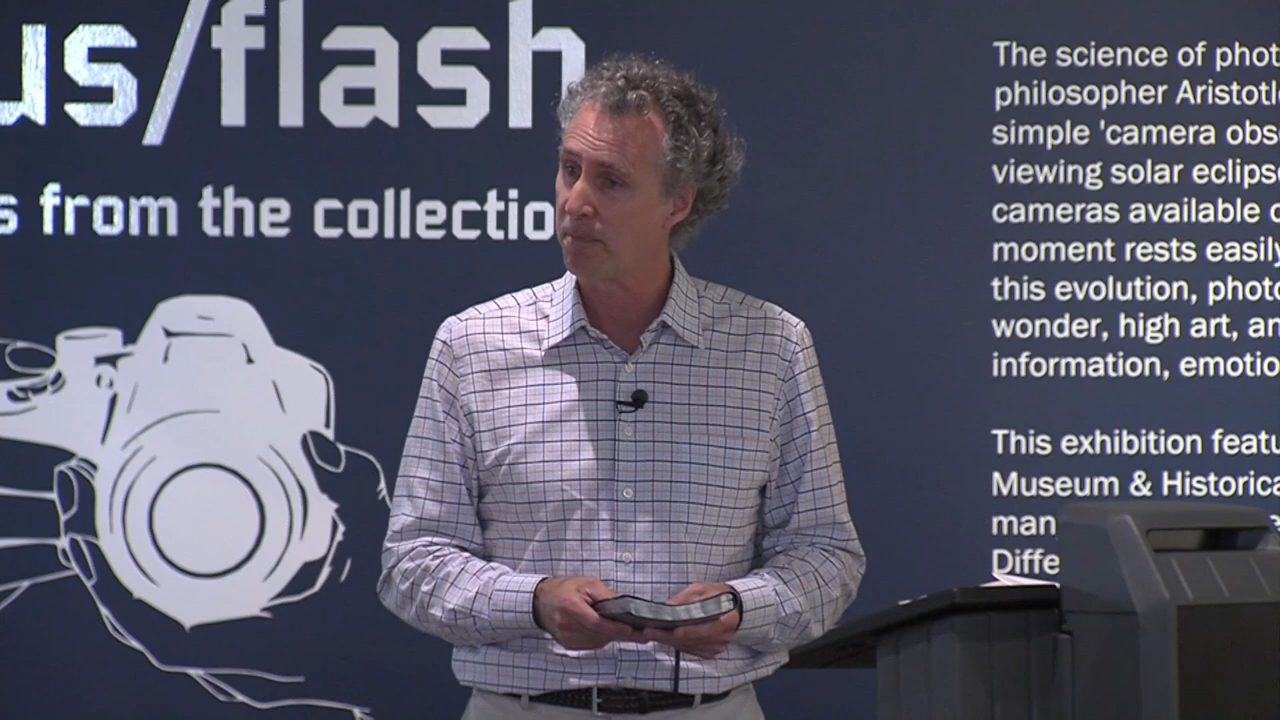 us/flash
s from the collectio
The science of phot
philosopher Aristotl
simple 'camera obs
viewing solar eclips
cameras available
moment rests easily
this evolution, photo
wonder, high art, an
information, emotio
This exhibition featu
Museum & Historica
man
Diffe